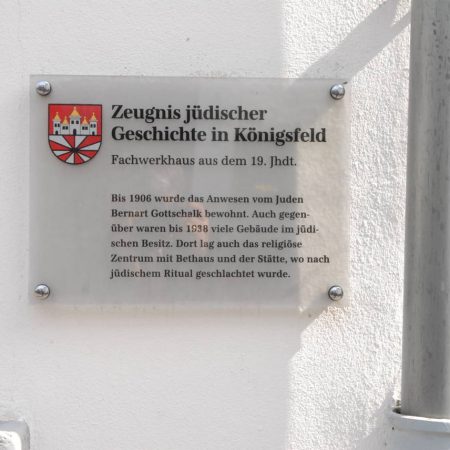 Zeugnis jüdischer
Geschichte in Königsfeld
Fachwerkhaus aus dem 19. Jhdt.
Bis 1906 wurde das Anwesen vom Juden
Bernart Gottschalk bewohnt. Auch gegen-
über waren bis 1938 viele Gebäude im jüdi-
schen Besitz. Dort lag auch das religiöse
Zentrum mit Bethaus und der Stätte, wo nach
jüdischem Ritual geschlachtet wurde.